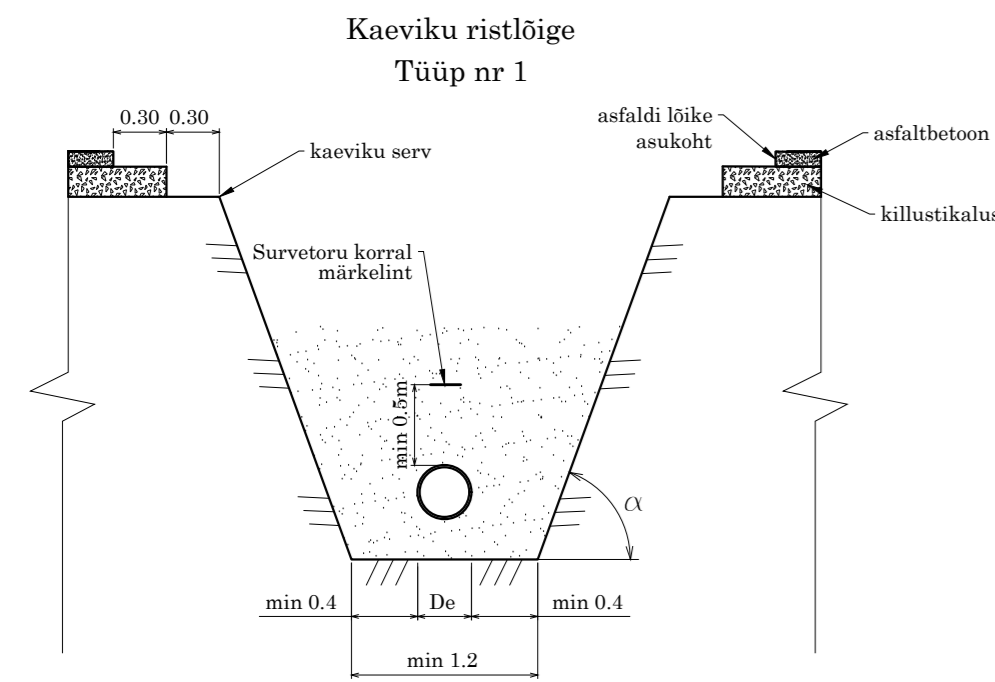 Kaeviku ristlõige
Tüüp nr 1
0.30 0.30
kaeviku serv
asfaldi lõike
asukoht
asfaltbetoon
killustikalus
Survetoru korral
märkelint
min 0.5m
α
min 0.4
De
min 0.4
min 1.2